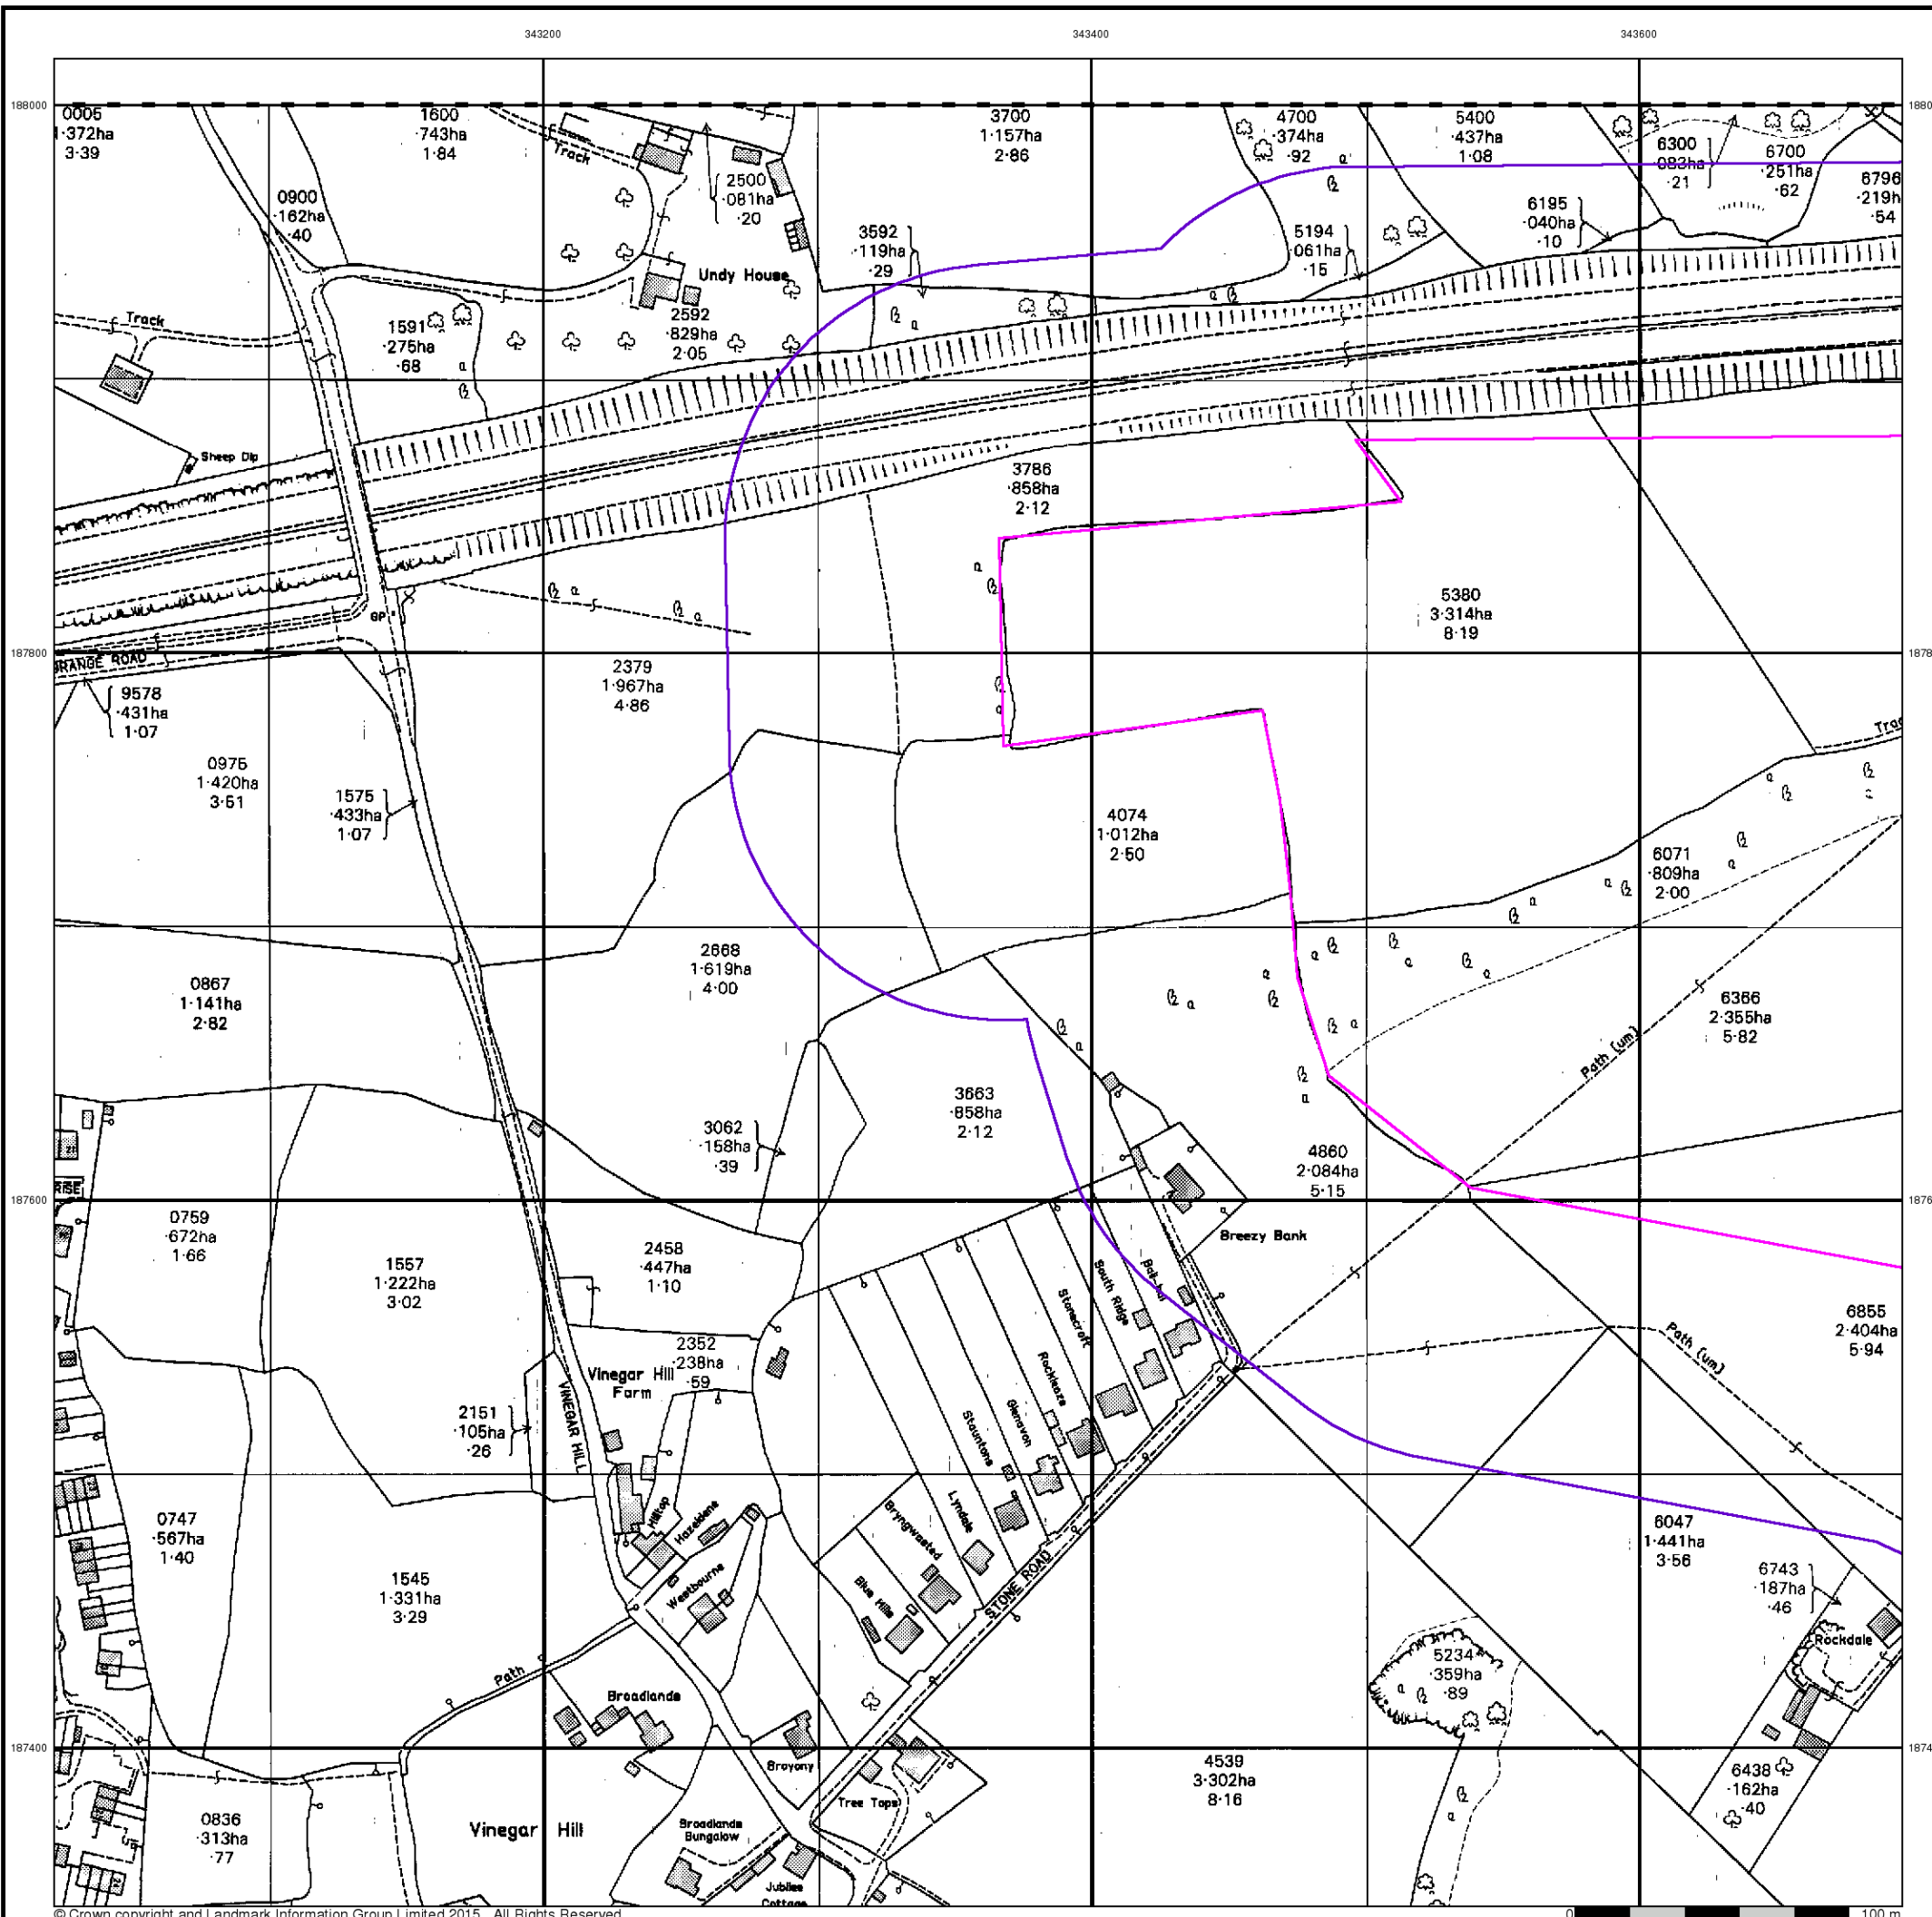 343200
343400
343600
188000
0005
1·372ha
3·39
1600
·743ha
1·84
Track
3700
1·157ha
2·86
4700
·374ha
·92
5400
·437ha
1·08
6300
·083ha
·21
6700
·251ha
·62
6796
·219h
·54
0900
·162ha
·40
2500
·081ha
·20
3592
·119ha
·29
5194
·061ha
·15
6195
·040ha
·10
Undy House
Track
1591
·275ha
·68
2592
·829ha
2·05
Sheep Dip
3786
·858ha
2·12
5380
3·314ha
8·19
GP
187800
RANGE ROAD
9578
·431ha
1·07
2379
1·967ha
4·86
0975
1·420ha
3·51
1575
·433ha
1·07
4074
1·012ha
2·50
6071
·809ha
2·00
0867
1·141ha
2·82
2668
1·619ha
4·00
6366
2·355ha
5·82
Path (um)
3062
·158ha
·39
3663
·858ha
2·12
4860
2·084ha
5·15
187600
RISE
0759
·672ha
1·66
1557
1·222ha
3·02
2458
·447ha
1·10
Breezy Bank
South Ridge
Stonecroft
Rockleaze
Glenavon
Stauntons
Lyndale
Bryngwasted
Blue Hills
6855
2·404ha
5·94
Path (um)
2352
·238ha
·59
Vinegar Hill
Farm
VINEGAR HILL
2151
·105ha
·26
Hilltop
Hazeldene
Westbourne
STONE ROAD
0747
·567ha
1·40
1545
1·331ha
3·29
6047
1·441ha
3·56
6743
·187ha
·46
Rockdale
5234
·359ha
·89
Path
Broadlands
187400
Bryony
Tree Tops
4539
3·302ha
8·16
6438
·162ha
·40
0836
·313ha
·77
Vinegar Hill
Broadlands
Bungalow
Jubilee
Cottage
© Crown copyright and Landmark Information Group Limited 2015. All Rights Reserved.
0
100 m